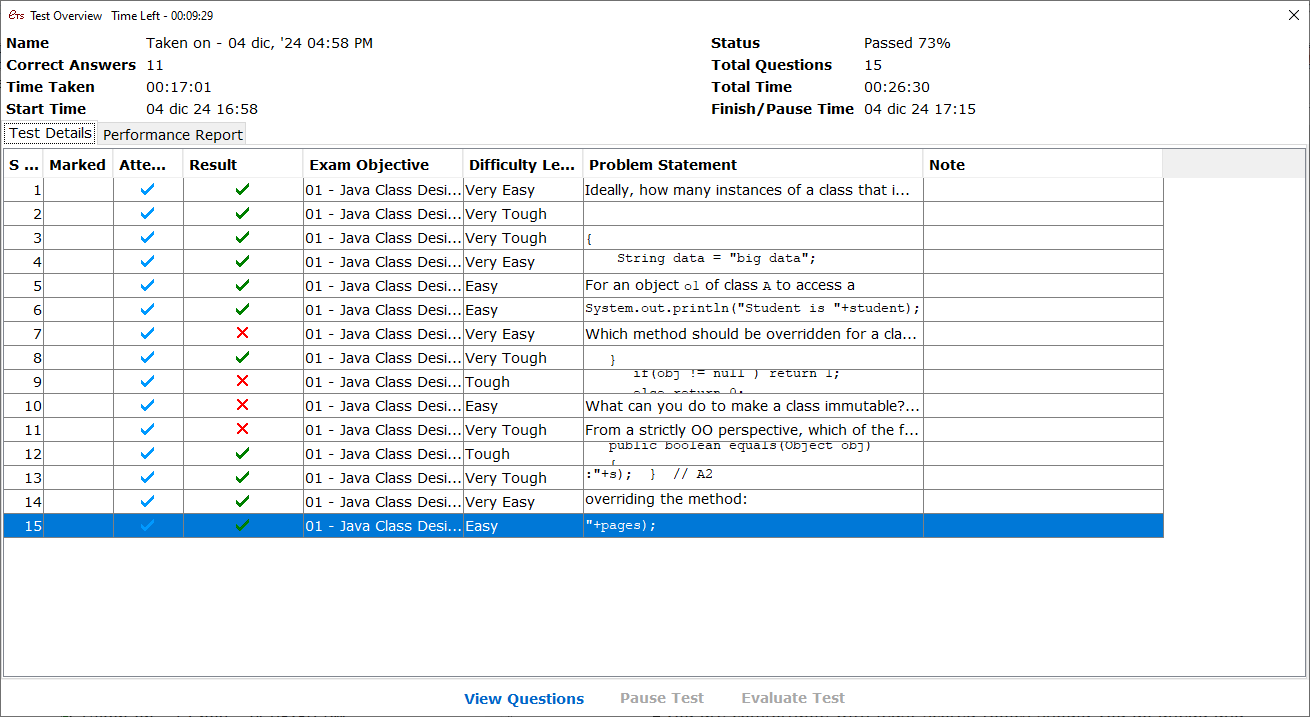 ETS Test Overview Time Left - 00:09:29
Name Taken on - 04 dic, '24 04:58 PM Status Passed 73%
Correct Answers 11 Total Questions 15
Time Taken 00:17:01 Total Time 00:26:30
Start Time 04 dic 24 16:58 Finish/Pause Time 04 dic 24 17:15
Test Details Performance Report
S ... Marked Atte... Result Exam Objective Difficulty Le... Problem Statement Note
1 01 - Java Class Desi... Very Easy Ideally, how many instances of a class that i...
2 01 - Java Class Desi... Very Tough
3 01 - Java Class Desi... Very Tough {
4 01 - Java Class Desi... Very Easy String data = "big data";
5 01 - Java Class Desi... Easy For an object o1 of class A to access a
6 01 - Java Class Desi... Easy System.out.println("Student is "+student);
7 01 - Java Class Desi... Very Easy Which method should be overridden for a cla...
8 01 - Java Class Desi... Very Tough }
9 01 - Java Class Desi... Tough if(obj != null ) return 1;
else return 0;
10 01 - Java Class Desi... Easy What can you do to make a class immutable?...
11 01 - Java Class Desi... Very Tough From a strictly OO perspective, which of the f...
12 01 - Java Class Desi... Tough public boolean equals(Object obj)
{
13 01 - Java Class Desi... Very Tough :"+s); } // A2
14 01 - Java Class Desi... Very Easy overriding the method:
15 01 - Java Class Desi... Easy "+pages);
View Questions Pause Test Evaluate Test